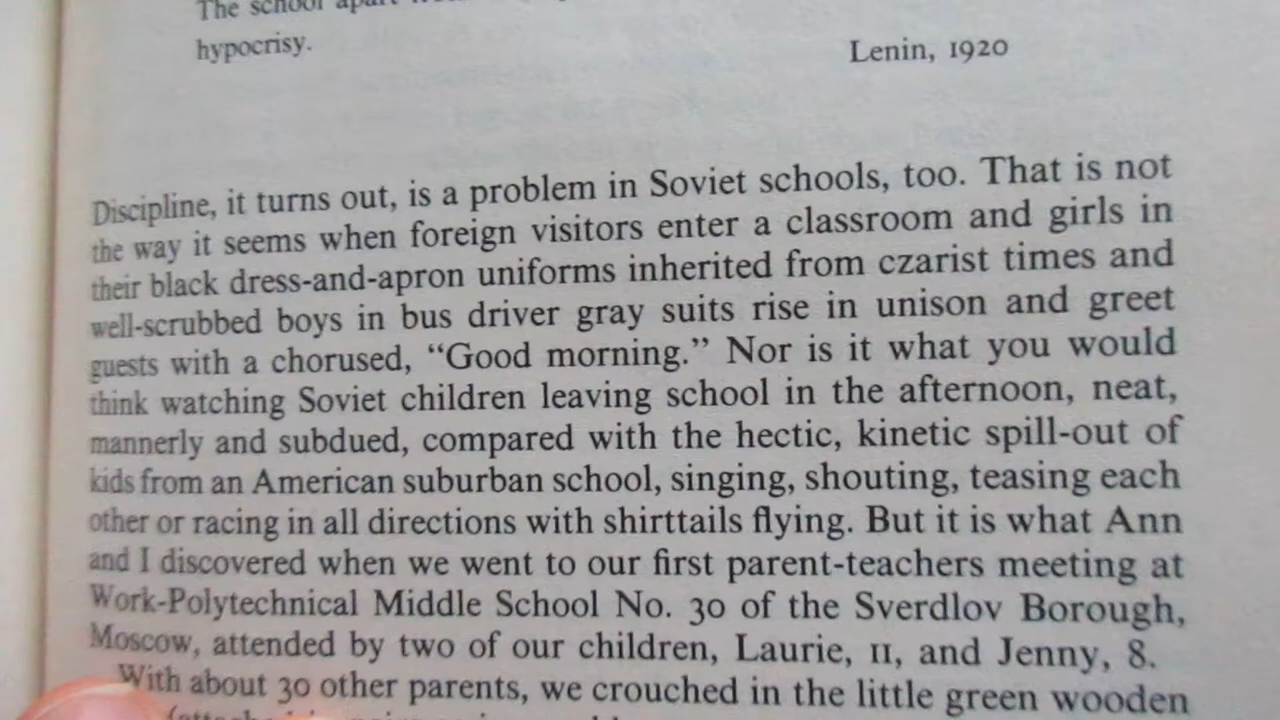 The school apart
hypocrisy.
Lenin, 1920
Discipline, it turns out, is a problem in Soviet schools, too. That is not
the way it seems when foreign visitors enter a classroom and girls in
their black dress-and-apron uniforms inherited from czarist times and
well-scrubbed boys in bus driver gray suits rise in unison and greet
guests with a chorused, “Good morning.” Nor is it what you would
think watching Soviet children leaving school in the afternoon, neat,
mannerly and subdued, compared with the hectic, kinetic spill-out of
kids from an American suburban school, singing, shouting, teasing each
other or racing in all directions with shirttails flying. But it is what Ann
and I discovered when we went to our first parent-teachers meeting at
Work-Polytechnical Middle School No. 30 of the Sverdlov Borough,
Moscow, attended by two of our children, Laurie, 11, and Jenny, 8.
With about 30 other parents, we crouched in the little green wooden